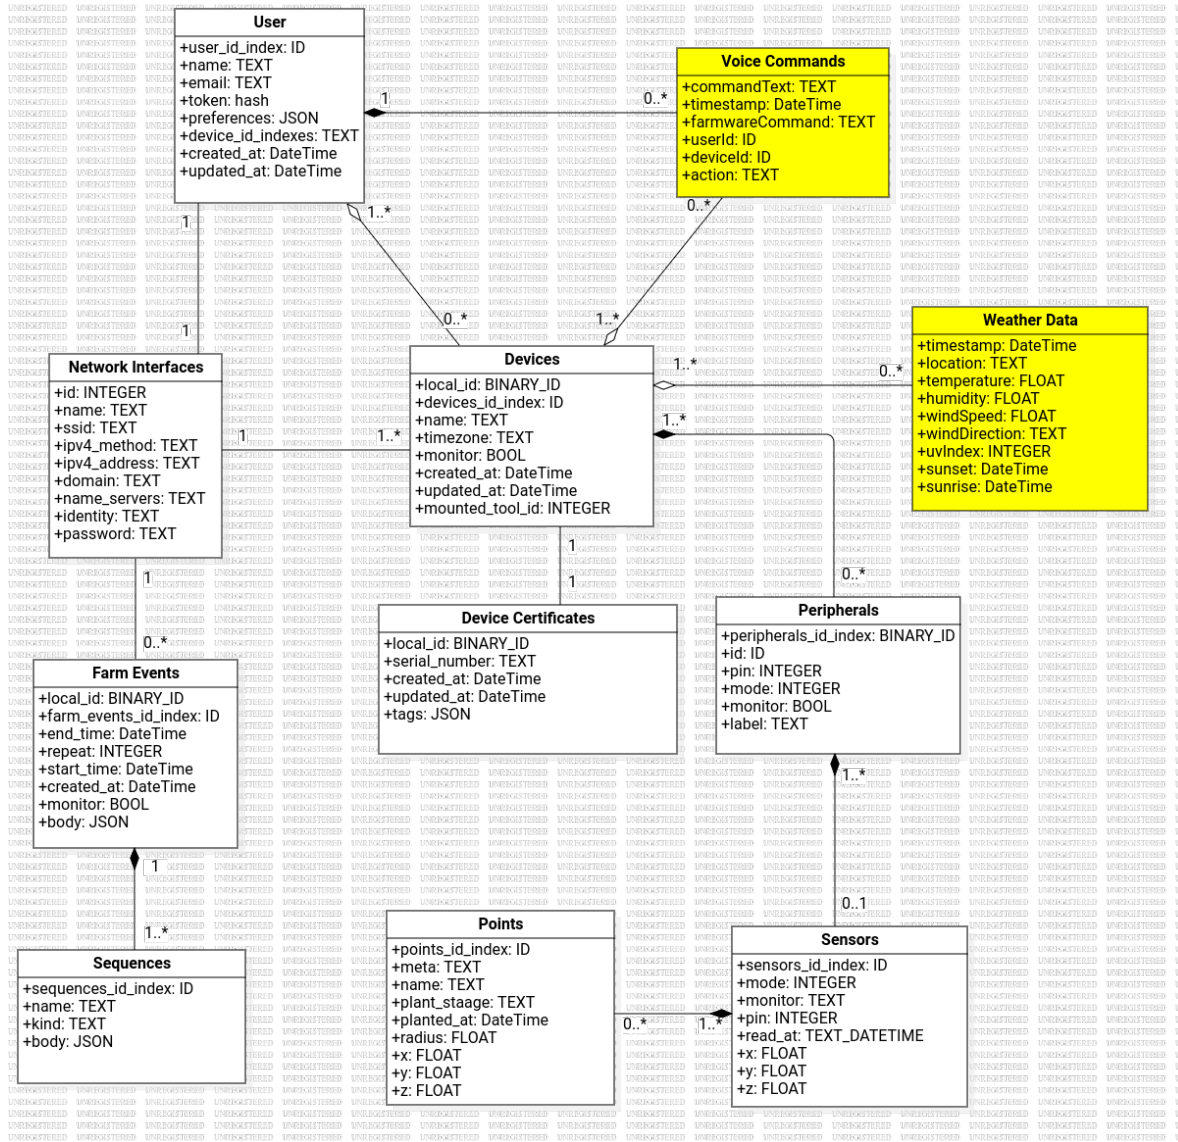 User
+user_id_index: ID
+name: TEXT
+email: TEXT
+token: hash
+preferences: JSON
+device_id_indexes: TEXT
+created_at: DateTime
+updated_at: DateTime
Voice Commands
+commandText: TEXT
+timestamp: DateTime
+farmwareCommand: TEXT
+userId: ID
+deviceId: ID
+action: TEXT
1
0..*
1
1..*
0..*
1
0..*
1..*
Weather Data
+timestamp: DateTime
+location: TEXT
+temperature: FLOAT
+humidity: FLOAT
+windSpeed: FLOAT
+windDirection: TEXT
+uvIndex: INTEGER
+sunset: DateTime
+sunrise: DateTime
Network Interfaces
+id: INTEGER
+name: TEXT
+ssid: TEXT
+ipv4_method: TEXT
+ipv4_address: TEXT
+domain: TEXT
+name_servers: TEXT
+identity: TEXT
+password: TEXT
Devices
+local_id: BINARY_ID
+devices_id_index: ID
+name: TEXT
+timezone: TEXT
+monitor: BOOL
+created_at: DateTime
+updated_at: DateTime
+mounted_tool_id: INTEGER
1..*
0..*
1..*
1
1..*
1
1
0..*
1
0..*
Device Certificates
+local_id: BINARY_ID
+serial_number: TEXT
+created_at: DateTime
+updated_at: DateTime
+tags: JSON
Peripherals
+peripherals_id_index: BINARY_ID
+id: ID
+pin: INTEGER
+mode: INTEGER
+monitor: BOOL
+label: TEXT
Farm Events
+local_id: BINARY_ID
+farm_events_id_index: ID
+end_time: DateTime
+repeat: INTEGER
+start_time: DateTime
+created_at: DateTime
+monitor: BOOL
+body: JSON
1..*
0..1
1
1..*
Sequences
+sequences_id_index: ID
+name: TEXT
+kind: TEXT
+body: JSON
Points
+points_id_index: ID
+meta: TEXT
+name: TEXT
+plant_staage: TEXT
+planted_at: DateTime
+radius: FLOAT
+x: FLOAT
+y: FLOAT
+z: FLOAT
0..*
1..*
Sensors
+sensors_id_index: ID
+mode: INTEGER
+monitor: TEXT
+pin: INTEGER
+read_at: TEXT_DATETIME
+x: FLOAT
+y: FLOAT
+z: FLOAT
UNREGISTERED